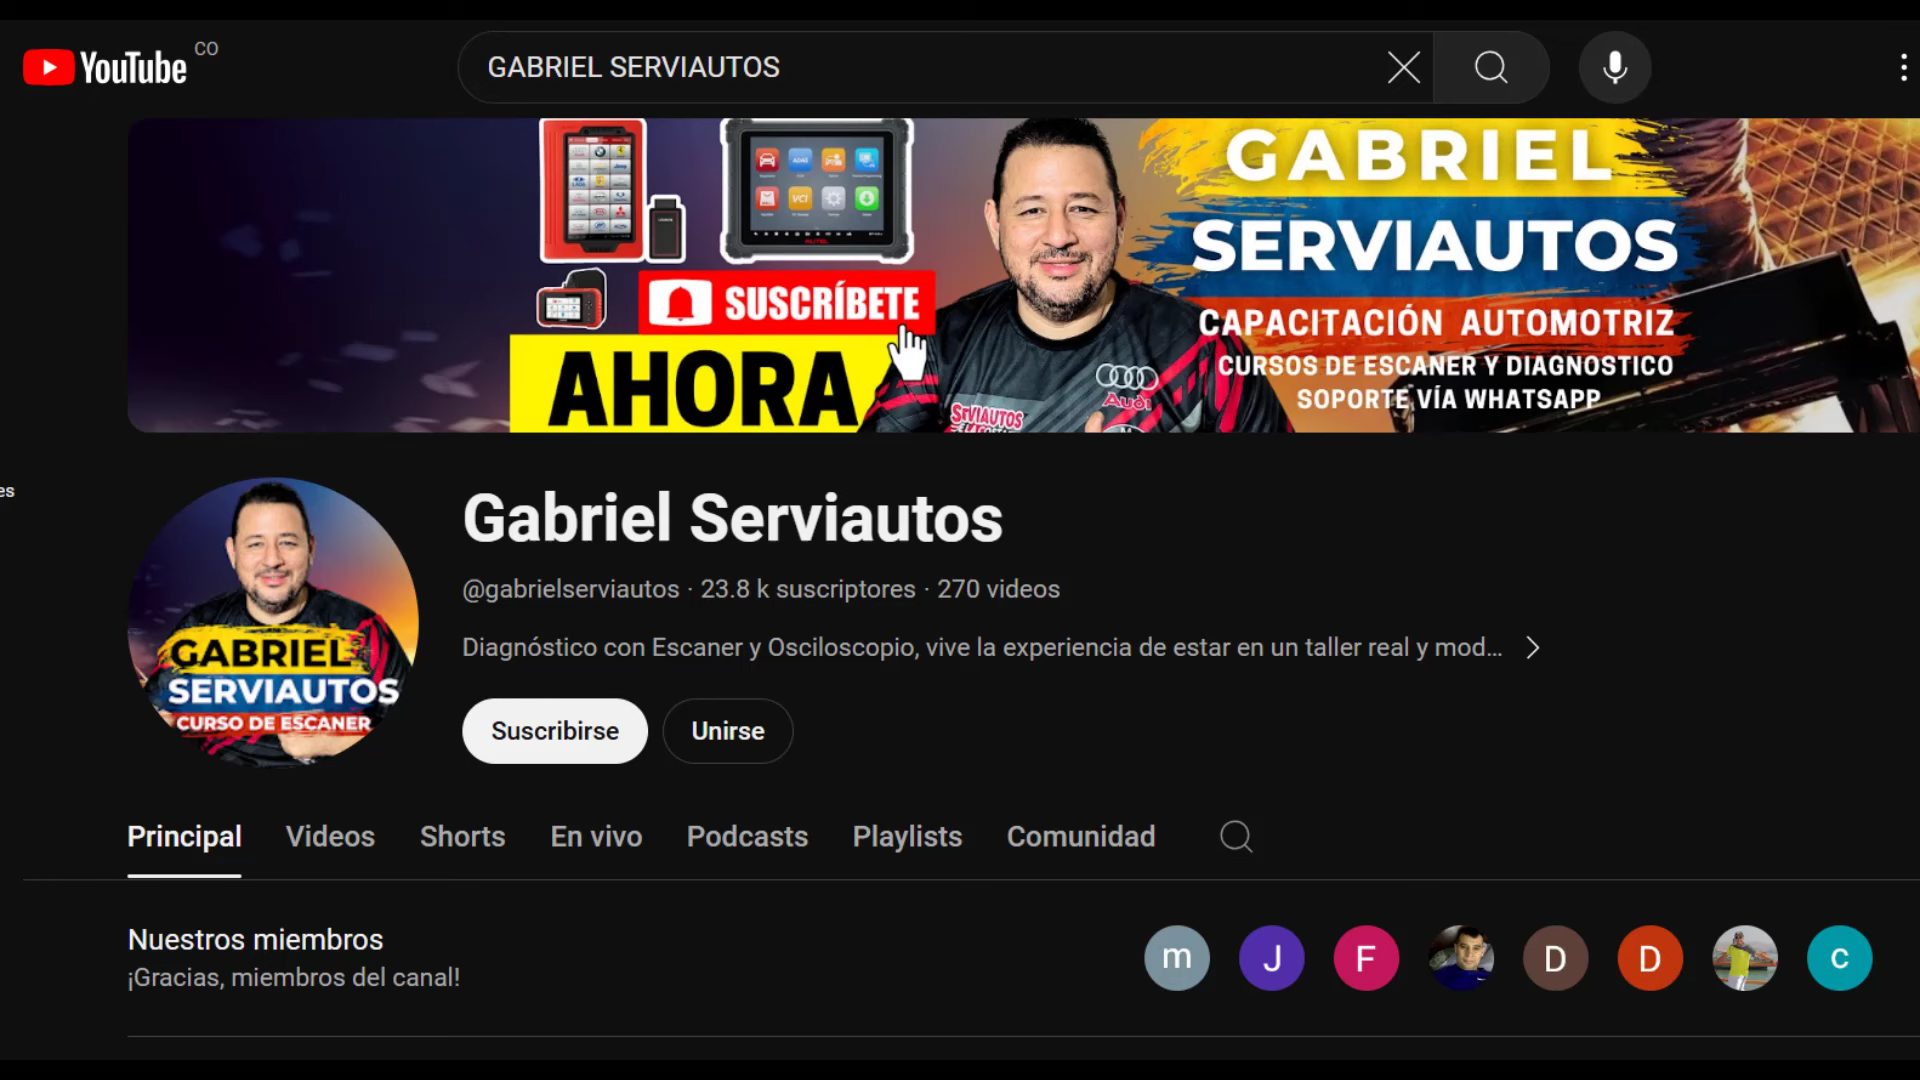 YouTube CO
GABRIEL SERVIAUTOS
GABRIEL
SERVIAUTOS
CAPACITACIÓN AUTOMOTRIZ
CURSOS DE ESCANER Y DIAGNOSTICO
SOPORTE VÍA WHATSAPP
SUSCRÍBETE
AHORA
Audi
SERVIAUTOS
es
GABRIEL
SERVIAUTOS
CURSO DE ESCANER
Gabriel Serviautos
@gabrielserviautos · 23.8 k suscriptores · 270 videos
Diagnóstico con Escaner y Osciloscopio, vive la experiencia de estar en un taller real y mod...
Suscribirse
Unirse
Principal Videos Shorts En vivo Podcasts Playlists Comunidad
Nuestros miembros
¡Gracias, miembros del canal!
m J F D D c